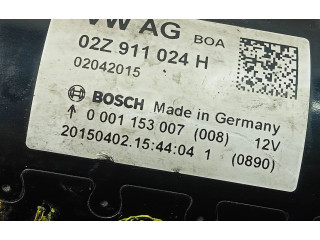 VW AG BOA
02Z 911 024 H
02042015
BOSCH Made in Germany
0 001 153 007 (008) 12V
20150402.15:44:04 1 (0890)